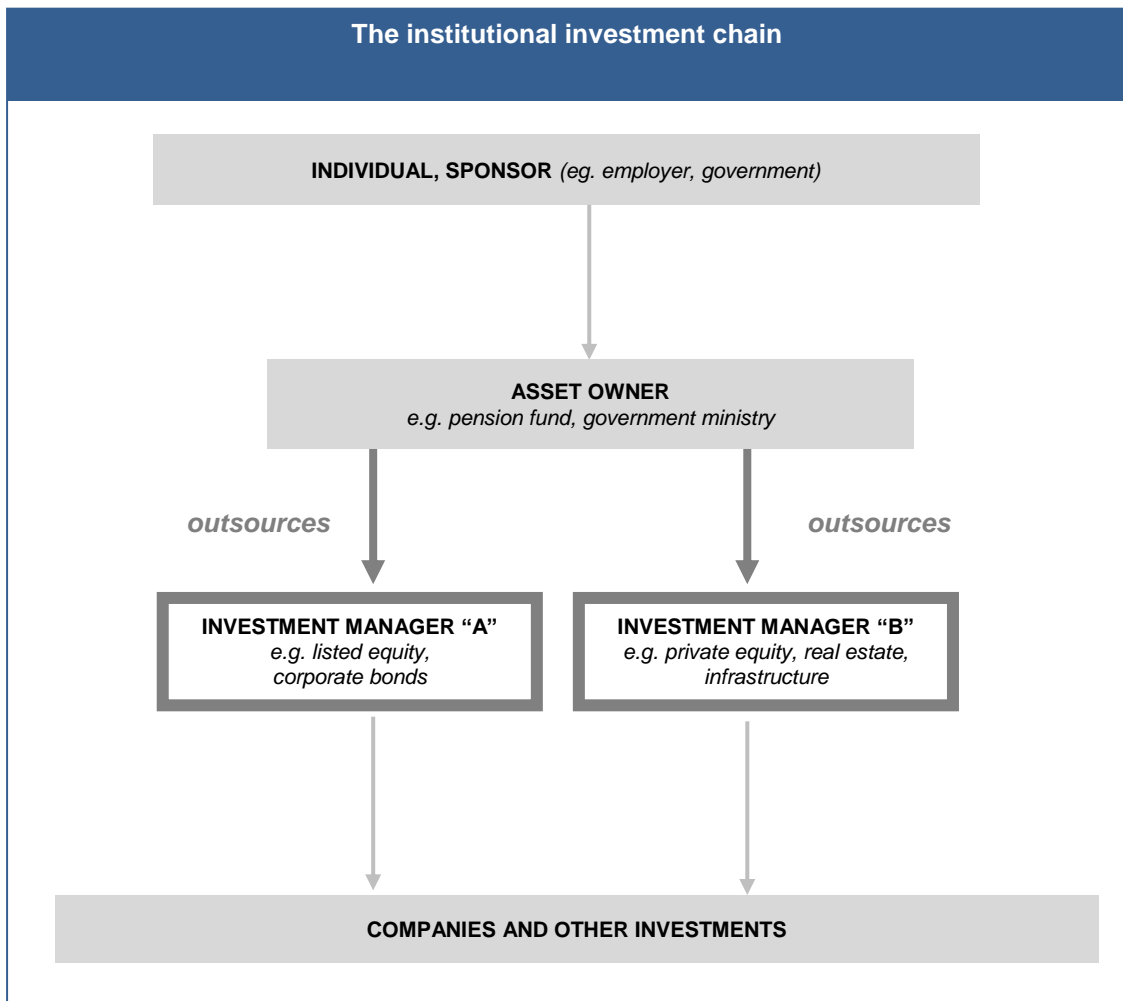 The institutional investment chain
INDIVIDUAL, SPONSOR (eg. employer, government)
ASSET OWNER
e.g. pension fund, government ministry
outsources
outsources
INVESTMENT MANAGER “A”
e.g. listed equity,
corporate bonds
INVESTMENT MANAGER “B”
e.g. private equity, real estate,
infrastructure
COMPANIES AND OTHER INVESTMENTS